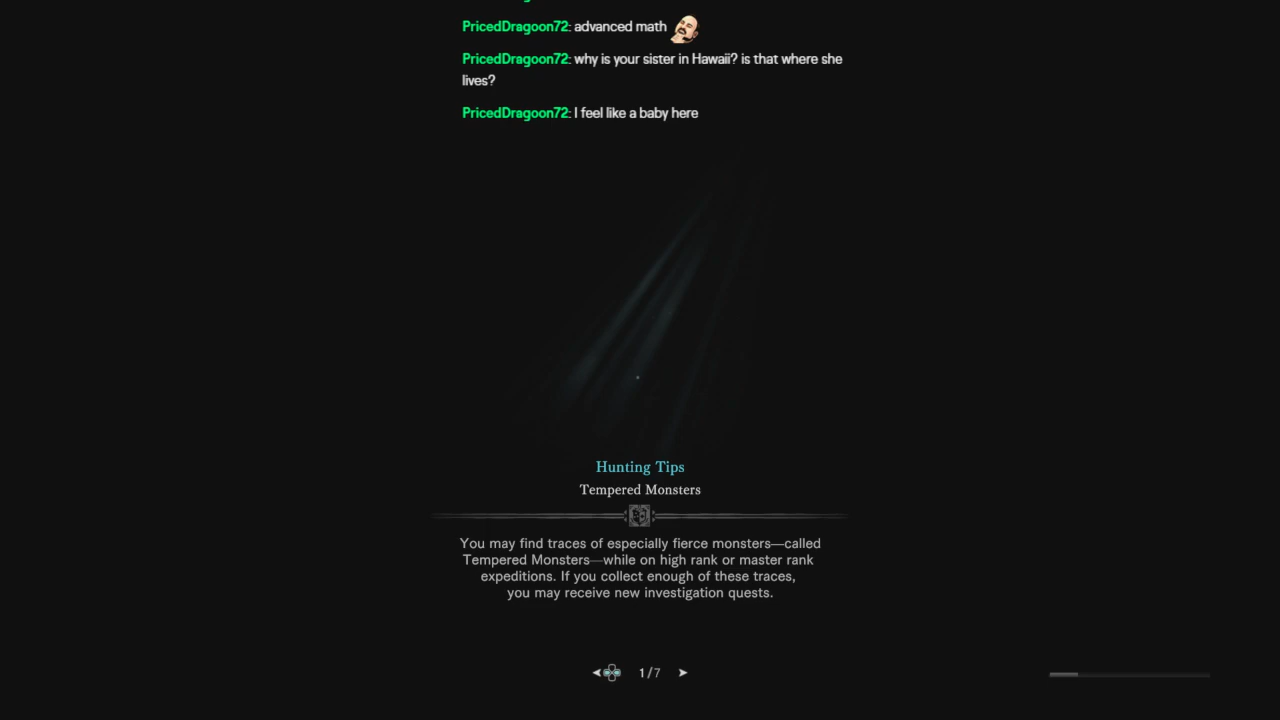 PricedDragoon72: advanced math
PricedDragoon72: why is your sister in Hawaii? is that where she
lives?
PricedDragoon72: I feel like a baby here
Hunting Tips
Tempered Monsters
You may find traces of especially fierce monsters—called
Tempered Monsters—while on high rank or master rank
expeditions. If you collect enough of these traces,
you may receive new investigation quests.
1/7